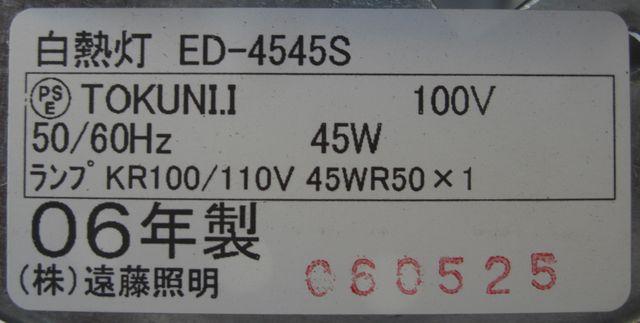 白熱灯 ED-4545S
PSE TOKUNI.I 100V
50/60Hz 45W
ランプ KR100/110V 45WR50×1
06年製
(株)遠藤照明 060525